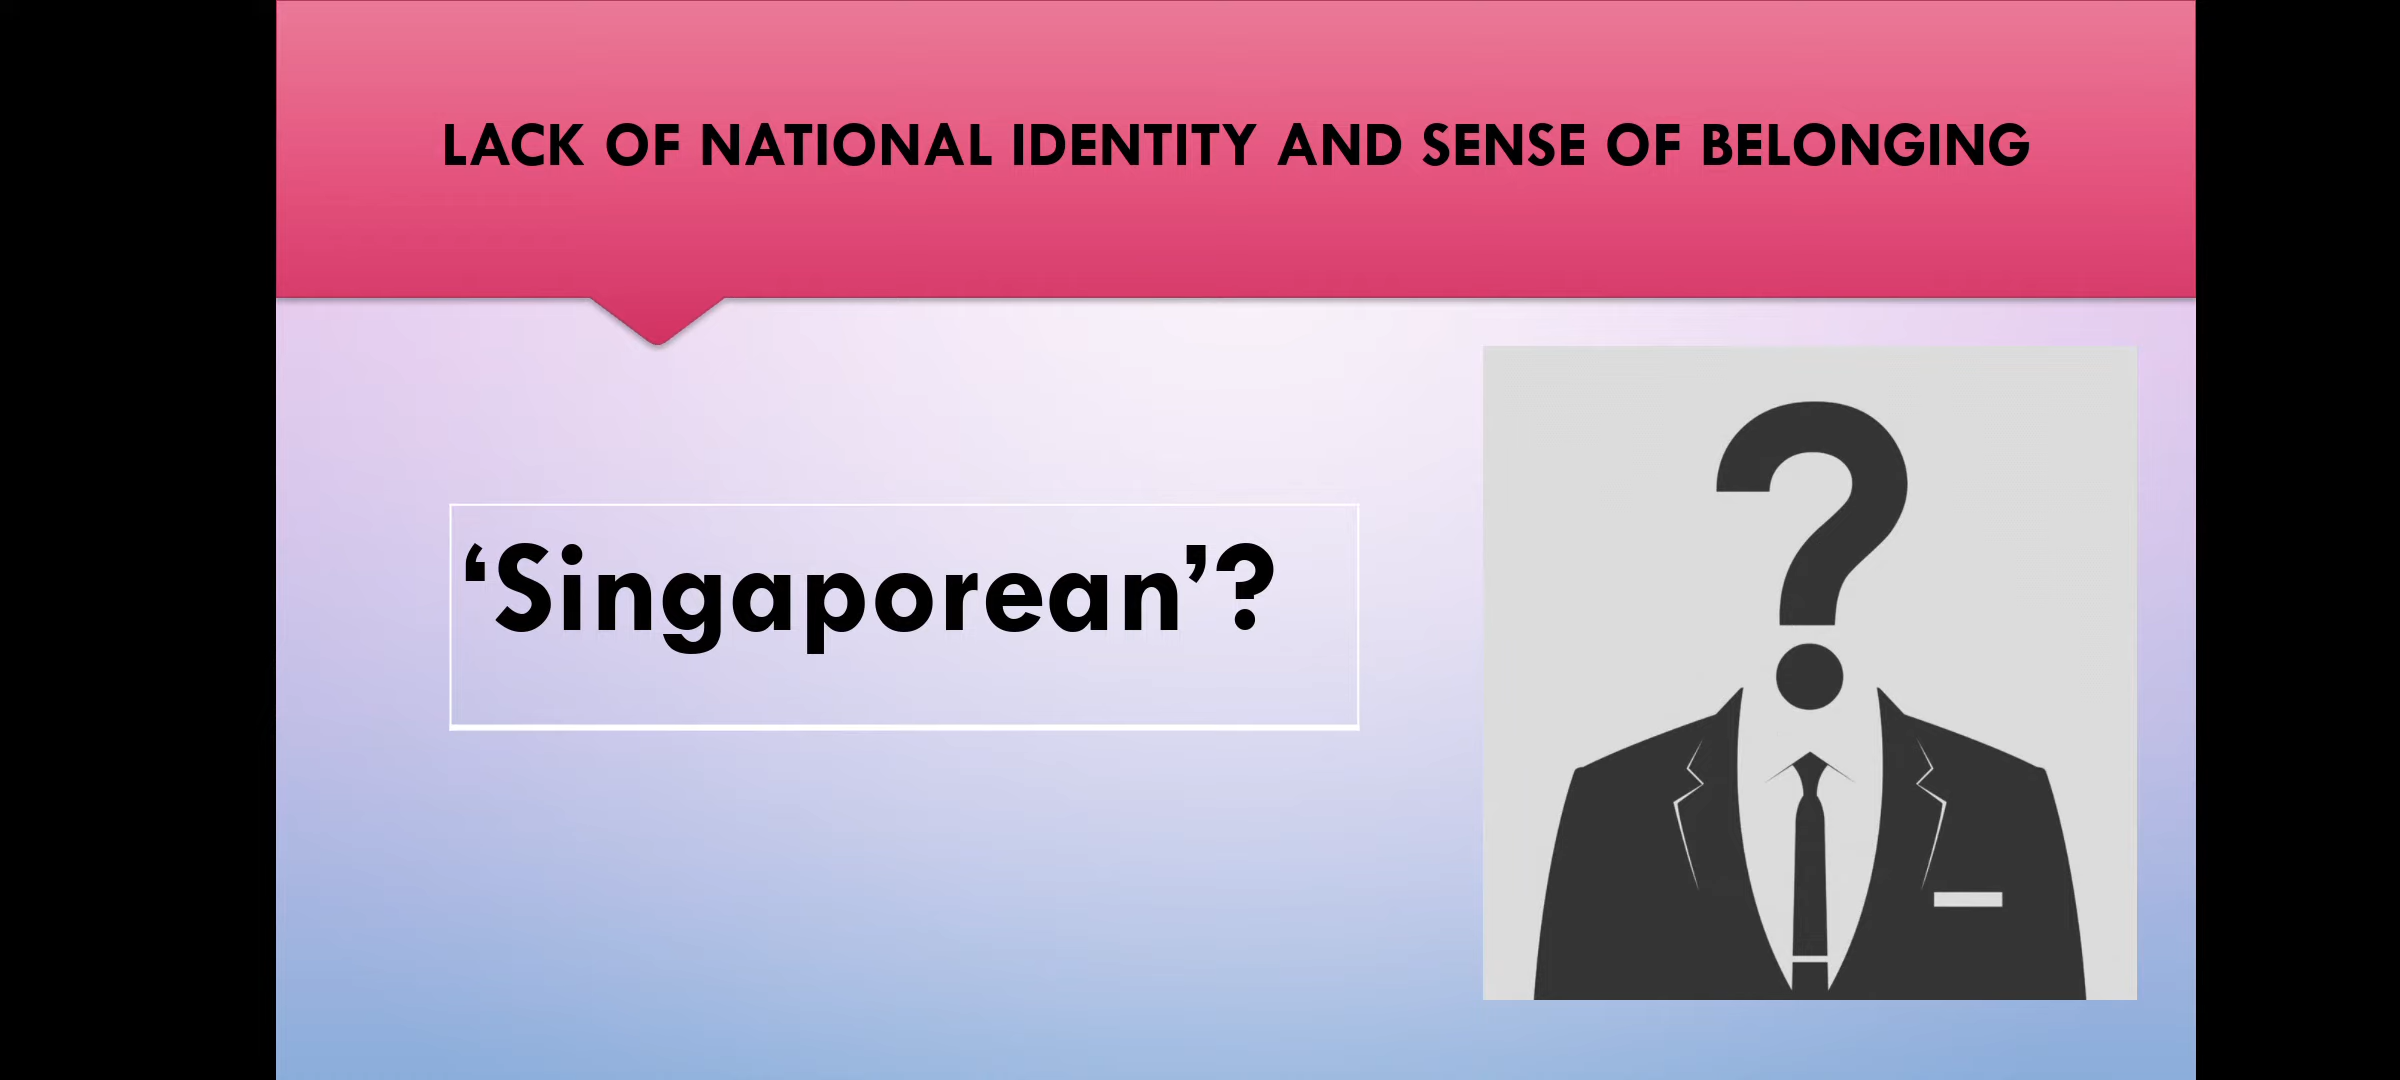 LACK OF NATIONAL IDENTITY AND SENSE OF BELONGING
‘Singaporean’?